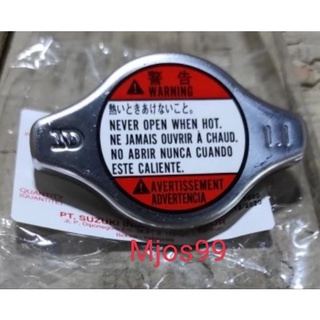 警告
WARNING
熱いときあけないこと。
NEVER OPEN WHEN HOT.
NE JAMAIS OUVRIR À CHAUD.
NO ABRIR NUNCA CUANDO
ESTE CALIENTE.
AVERTISSEMENT
ADVERTENCIA
1.1
QUANTITY
PT. SUZUKI
Mjos99